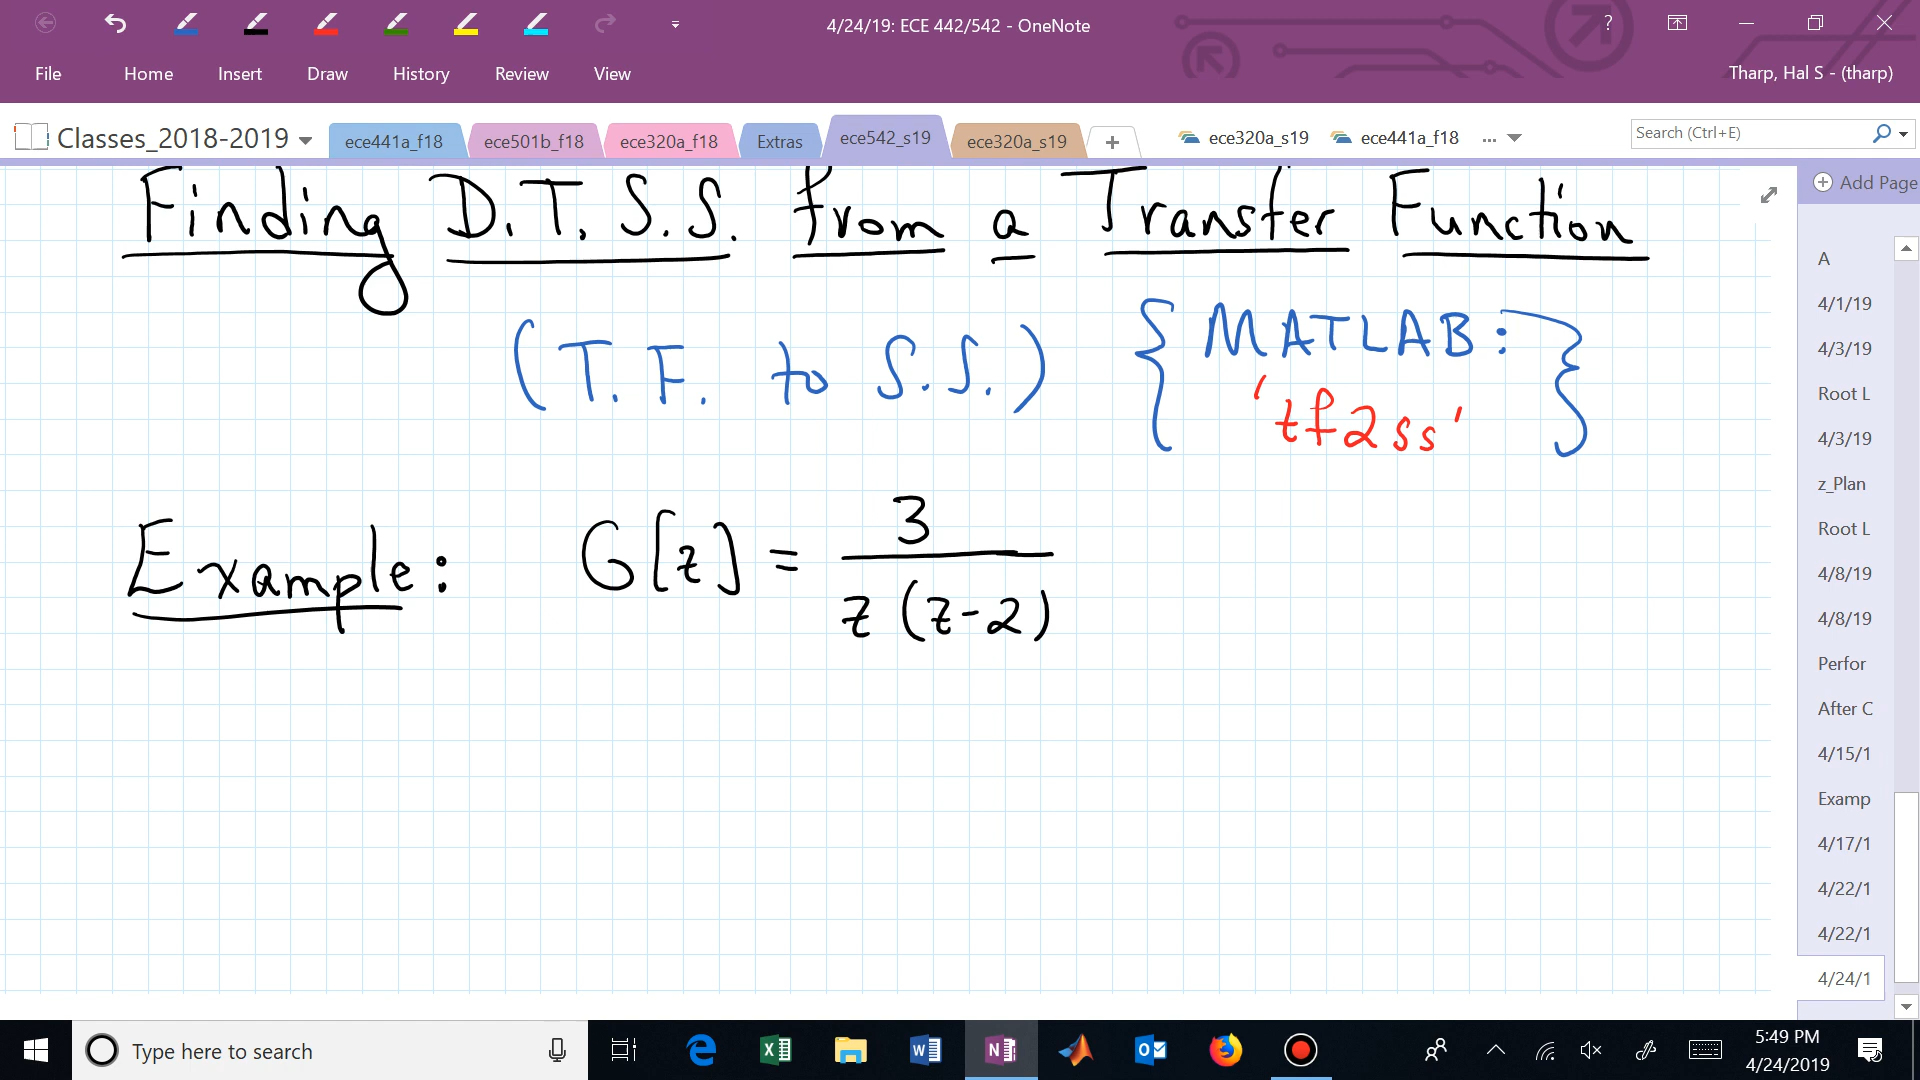 4/24/19: ECE 442/542 - OneNote
?
File Home Insert Draw History Review View
Tharp, Hal S - (tharp)
Classes_2018-2019 ece441a_f18 ece501b_f18 ece320a_f18 Extras ece542_s19 ece320a_s19 + ece320a_s19 ece441a_f18 ... Search (Ctrl+E)
Add Page
Finding D.T.S.S. from a Transfer Function
(T.F. to S.S.) { MATLAB: }
'tf2ss'
Example: G[z] = 3
z (z-2)
A
4/1/19
4/3/19
Root L
4/3/19
z_Plan
Root L
4/8/19
4/8/19
Perfor
After C
4/15/1
Examp
4/17/1
4/22/1
4/22/1
4/24/1
Type here to search
5:49 PM
4/24/2019